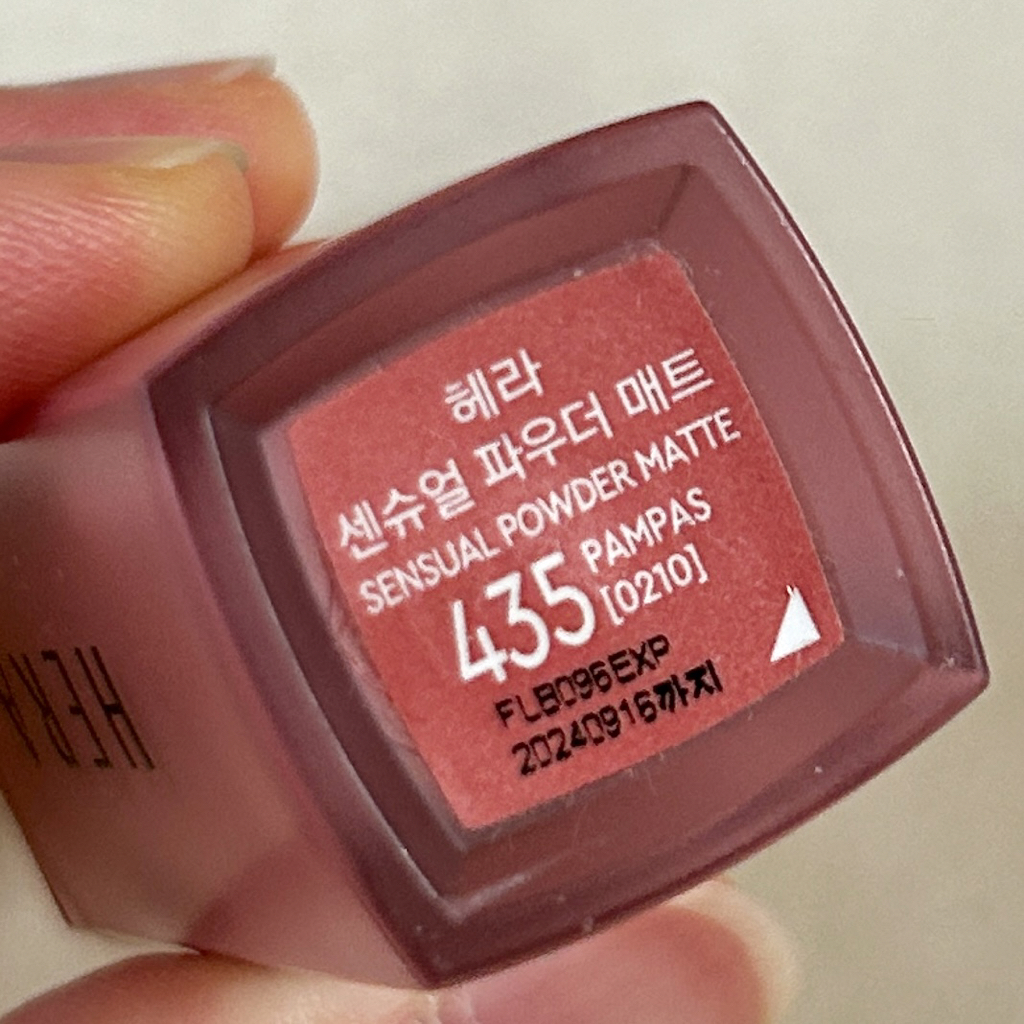 헤라
센슈얼 파우더 매트
SENSUAL POWDER MATTE
435 PAMPAS
[0210]
FLB096EXP
20240916까지
HERA